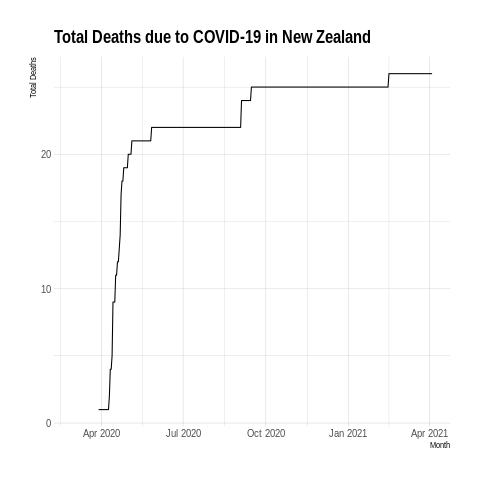 Total Deaths due to COVID-19 in New Zealand
Total Deaths
20
10
0
Apr 2020 Jul 2020 Oct 2020 Jan 2021 Apr 2021
Month